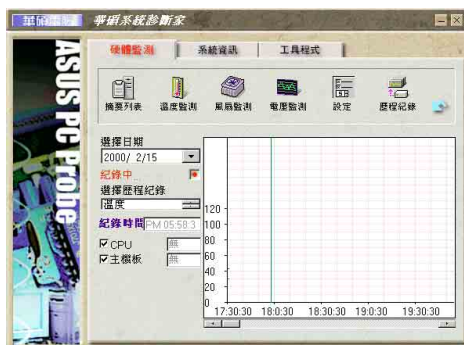 華碩電腦 華碩系統診斷家
ASUS PC Probe
硬體監測 系統資訊 工具程式
摘要列表 溫度監測 風扇監測 電壓監測 設定 歷程紀錄
選擇日期
2000/ 2/15
紀錄中...
選擇歷程紀錄
溫度
紀錄時間 PM 05:58:3
CPU 無
主機板 無
120
100
80
60
40
20
0
17:30:30 18:0:30 18:30:30 19:0:30 19:30:30